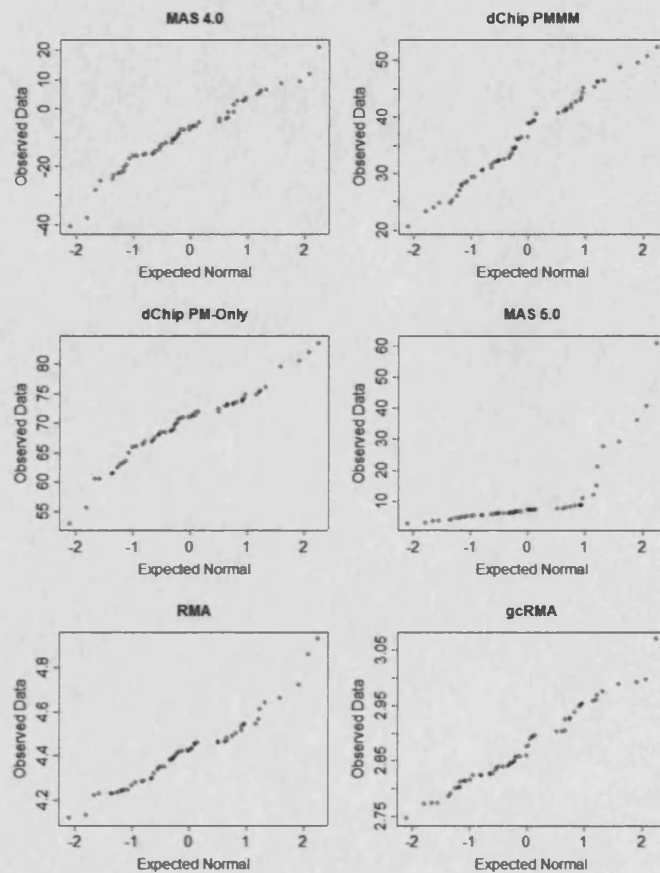 MAS 4.0
Observed Data
-40 -20 0 10 20
-2 -1 0 1 2
Expected Normal
dChip PMMM
Observed Data
20 30 40 50
-2 -1 0 1 2
Expected Normal
dChip PM-Only
Observed Data
55 60 65 70 75 80
-2 -1 0 1 2
Expected Normal
MAS 5.0
Observed Data
10 20 30 40 50 60
-2 -1 0 1 2
Expected Normal
RMA
Observed Data
4.2 4.4 4.6 4.8
-2 -1 0 1 2
Expected Normal
gcRMA
Observed Data
2.75 2.85 2.95 3.05
-2 -1 0 1 2
Expected Normal